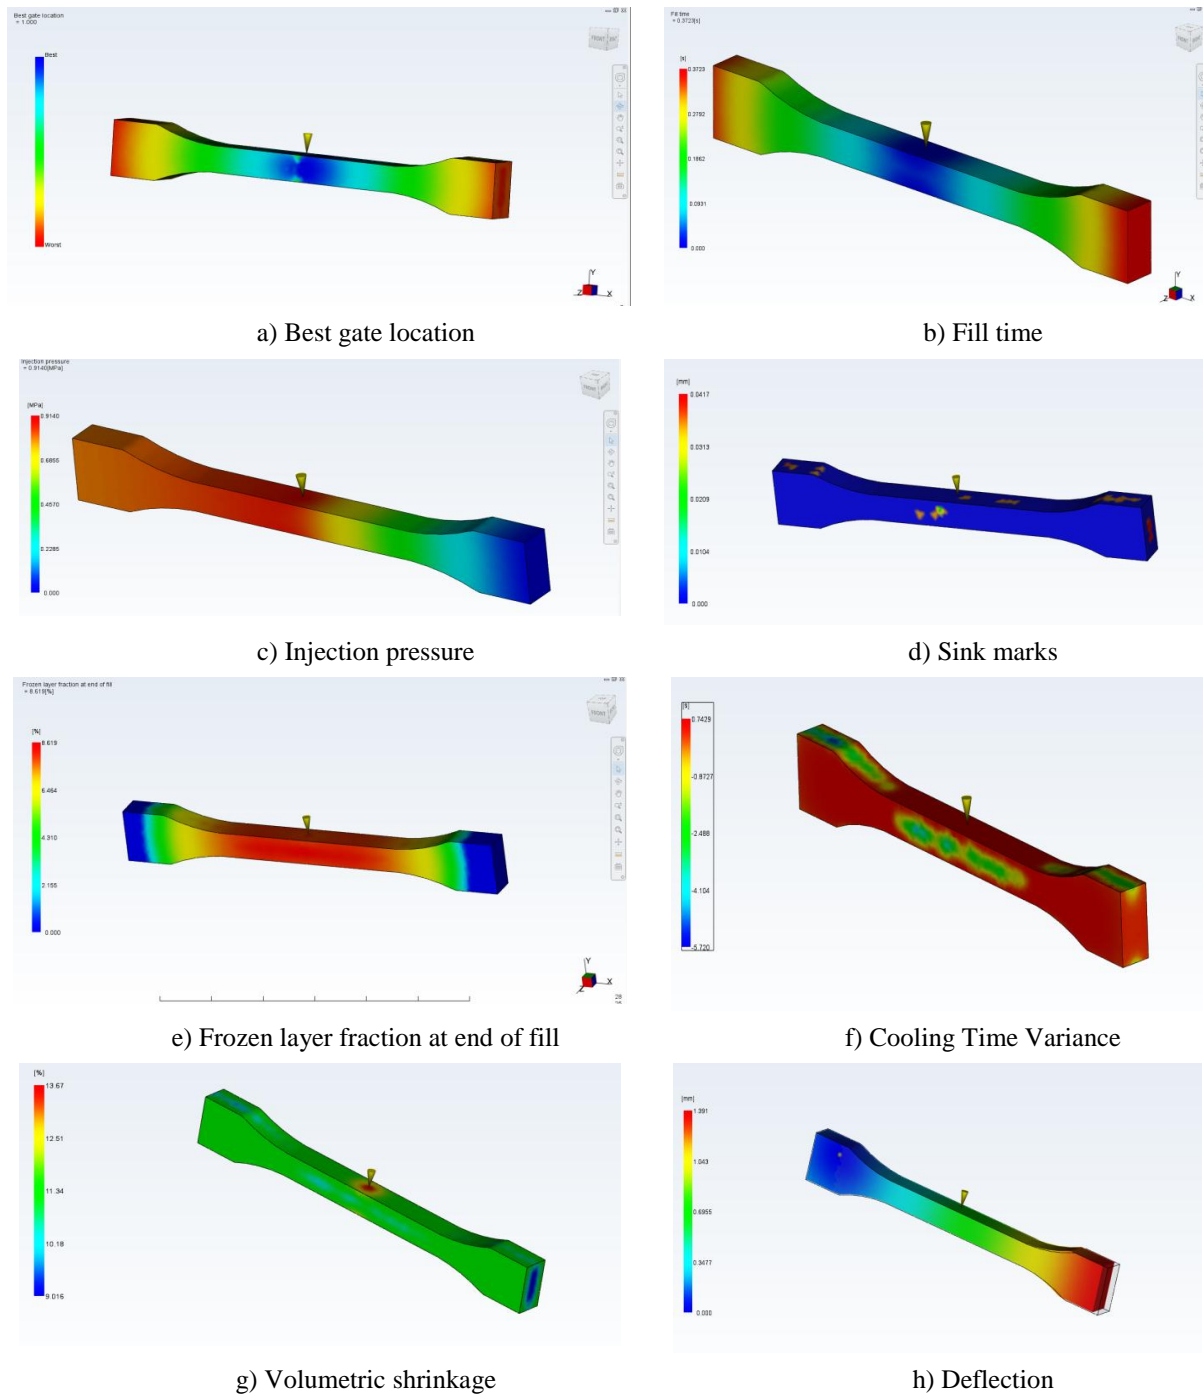 Best gate location
= 1.000
Best
Worst
FRONT
Y
Z
X
a) Best gate location
Fill time
= 0.3723[s]
[s]
0.3723
0.2792
0.1862
0.0931
0.000
FRONT
Y
Z
X
b) Fill time
Injection pressure
= 0.9140[MPa]
[MPa]
0.9140
0.6855
0.4570
0.2285
0.000
FRONT
c) Injection pressure
[mm]
0.0417
0.0313
0.0209
0.0104
0.000
d) Sink marks
Frozen layer fraction at end of fill
= 8.619[%]
[%]
8.619
6.464
4.310
2.155
0.000
FRONT
Y
Z
X
28
e) Frozen layer fraction at end of fill
[s]
0.7429
-0.8727
-2.488
-4.104
-5.720
f) Cooling Time Variance
[%]
13.67
12.51
11.34
10.18
9.016
g) Volumetric shrinkage
[mm]
1.391
1.043
0.6955
0.3477
0.000
h) Deflection